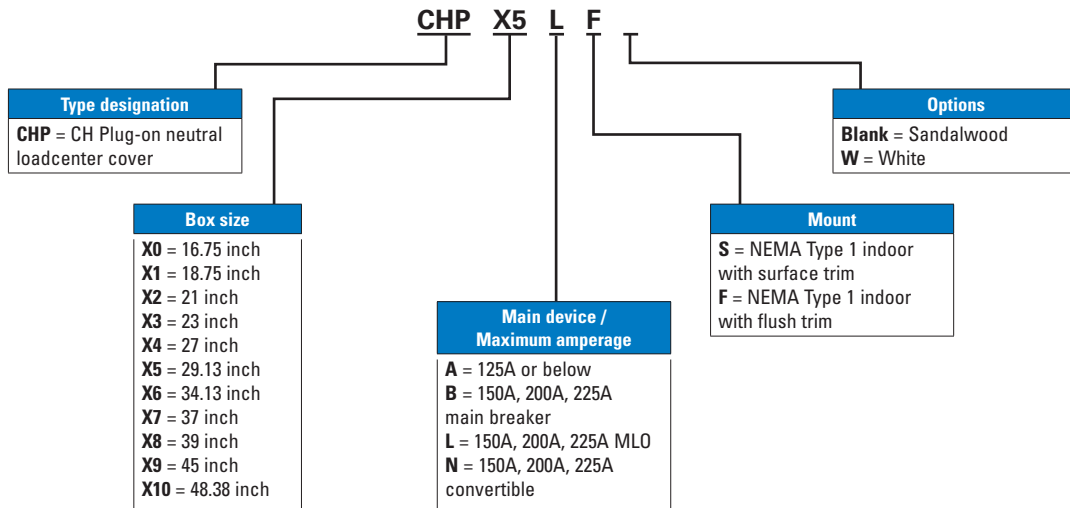 CHP X5 L F
Type designation
CHP = CH Plug-on neutral
loadcenter cover
Options
Blank = Sandalwood
W = White
Box size
X0 = 16.75 inch
X1 = 18.75 inch
X2 = 21 inch
X3 = 23 inch
X4 = 27 inch
X5 = 29.13 inch
X6 = 34.13 inch
X7 = 37 inch
X8 = 39 inch
X9 = 45 inch
X10 = 48.38 inch
Main device /
Maximum amperage
A = 125A or below
B = 150A, 200A, 225A
main breaker
L = 150A, 200A, 225A MLO
N = 150A, 200A, 225A
convertible
Mount
S = NEMA Type 1 indoor
with surface trim
F = NEMA Type 1 indoor
with flush trim